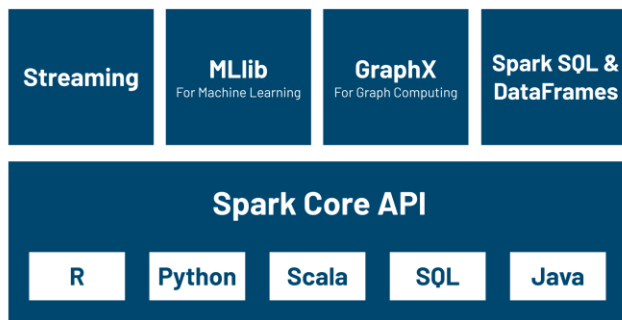 Streaming
MLlib
For Machine Learning
GraphX
For Graph Computing
Spark SQL &
DataFrames
Spark Core API
R
Python
Scala
SQL
Java